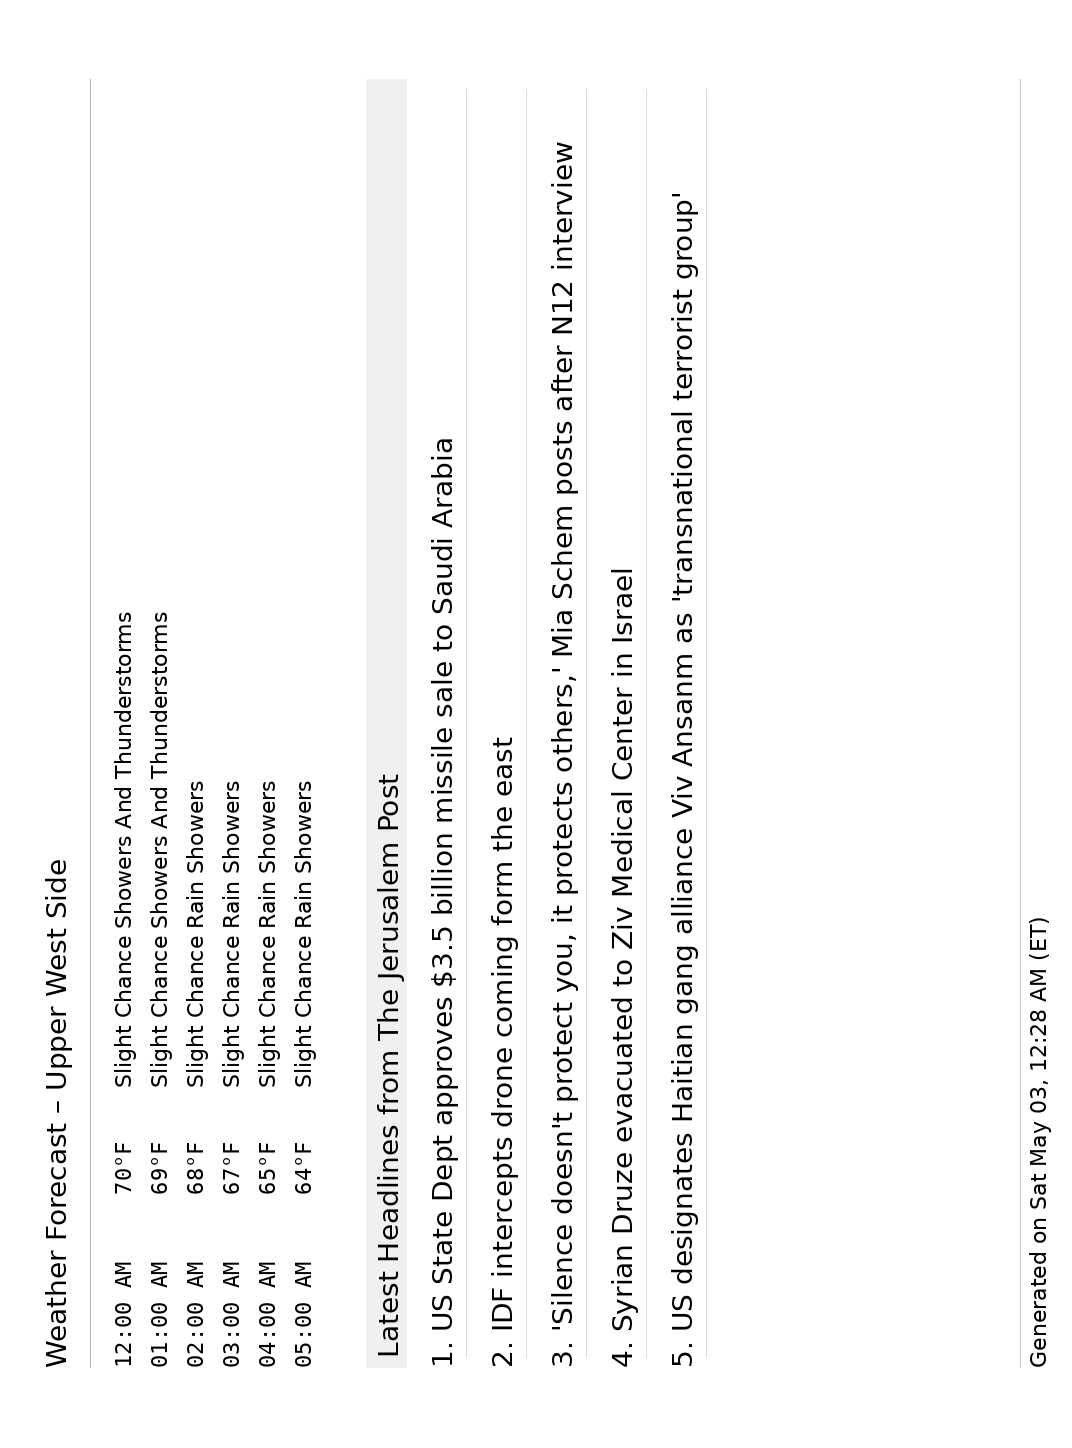 Weather Forecast – Upper West Side
12:00 AM 70°F Slight Chance Showers And Thunderstorms
01:00 AM 69°F Slight Chance Showers And Thunderstorms
02:00 AM 68°F Slight Chance Rain Showers
03:00 AM 67°F Slight Chance Rain Showers
04:00 AM 65°F Slight Chance Rain Showers
05:00 AM 64°F Slight Chance Rain Showers
Latest Headlines from The Jerusalem Post
1. US State Dept approves $3.5 billion missile sale to Saudi Arabia
2. IDF intercepts drone coming form the east
3. 'Silence doesn't protect you, it protects others,' Mia Schem posts after N12 interview
4. Syrian Druze evacuated to Ziv Medical Center in Israel
5. US designates Haitian gang alliance Viv Ansanm as 'transnational terrorist group'
Generated on Sat May 03, 12:28 AM (ET)